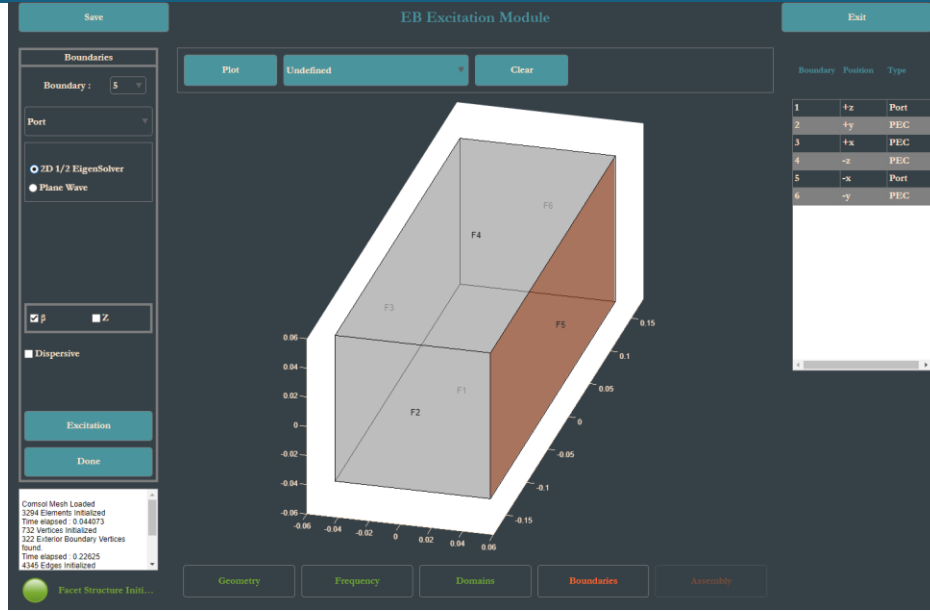 Save
EB Excitation Module
Exit
Boundaries
Boundary : 5
Port
2D 1/2 EigenSolver
Plane Wave
β Z
Dispersive
Excitation
Done
Comsol Mesh Loaded
3294 Elements Initialized
Time elapsed : 0.044073
732 Vertices Initialized
322 Exterior Boundary Vertices
found.
Time elapsed : 0.22625
4345 Edges Initialized
Facet Structure Initi...
Plot Undefined Clear
F6
F4
F3
F5
F1
F2
0.06
0.04
0.02
0
-0.02
-0.04
-0.06
-0.06 -0.04 -0.02 0 0.02 0.04 0.06
0.15
0.1
0.05
0
-0.05
-0.1
-0.15
Geometry Frequency Domains Boundaries Assembly
Boundary Position Type
1 +z Port
2 +y PEC
3 +x PEC
4 -z PEC
5 -x Port
6 -y PEC